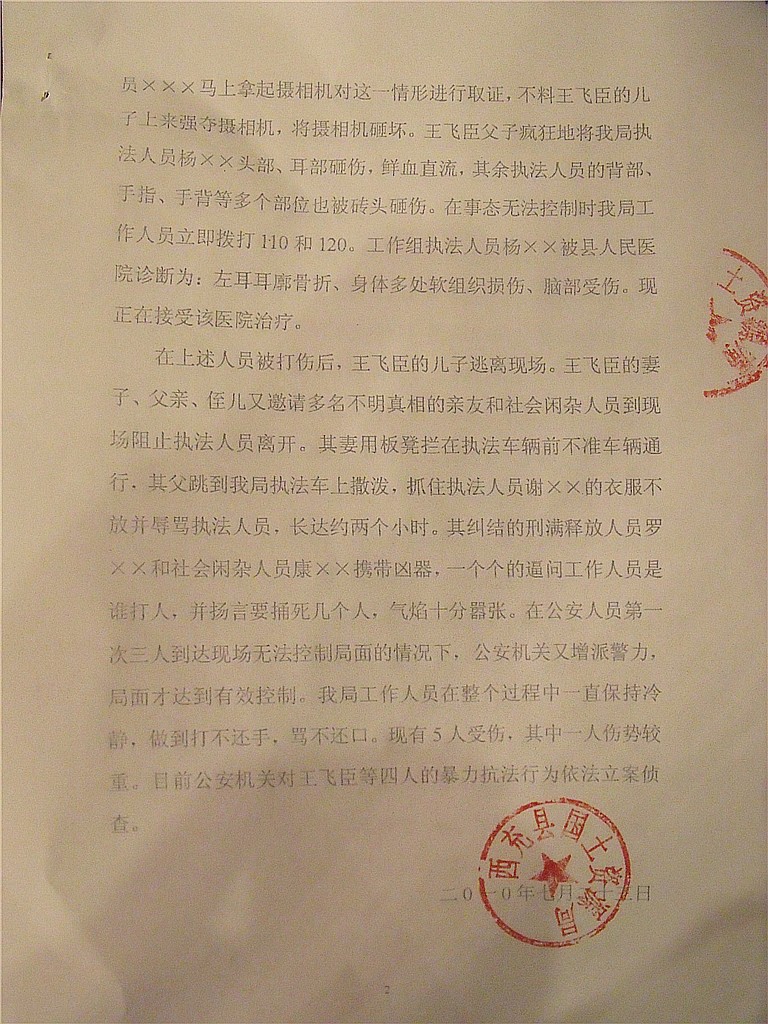 员×××马上拿起摄相机对这一情形进行取证，不料王飞臣的儿
子上来强夺摄相机，将摄相机砸坏。王飞臣父子疯狂地将我局执
法人员杨××头部、耳部砸伤，鲜血直流，其余执法人员的背部、
手指、手背等多个部位也被砖头砸伤。在事态无法控制时我局工
作人员立即拨打 110 和 120。工作组执法人员杨××被县人民医
院诊断为：左耳耳廓骨折、身体多处软组织损伤、脑部受伤。现
正在接受该医院治疗。
在上述人员被打伤后，王飞臣的儿子逃离现场。王飞臣的妻
子、父亲、侄儿又邀请多名不明真相的亲友和社会闲杂人员到现
场阻止执法人员离开。其妻用板凳拦在执法车辆前不准车辆通
行，其父跳到我局执法车上撒泼，抓住执法人员谢××的衣服不
放并辱骂执法人员，长达约两个小时。其纠结的刑满释放人员罗
××和社会闲杂人员康××携带凶器，一个个的逼问工作人员是
谁打人，并扬言要捅死几个人，气焰十分嚣张。在公安人员第一
次三人到达现场无法控制局面的情况下，公安机关又增派警力，
局面才达到有效控制。我局工作人员在整个过程中一直保持冷
静，做到打不还手，骂不还口。现有 5 人受伤，其中一人伤势较
重。目前公安机关对王飞臣等四人的暴力抗法行为依法立案侦
查。
西充县国土资源局
二〇一〇年七月十三日
土资源局
2